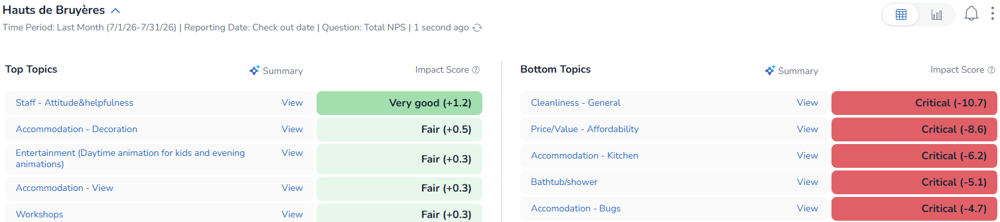 Hauts de Bruyères
Time Period: Last Month (7/1/26-7/31/26) | Reporting Date: Check out date | Question: Total NPS | 1 second ago
Top Topics Summary Impact Score ?
Staff - Attitude&helpfulness View Very good (+1.2)
Accommodation - Decoration View Fair (+0.5)
Entertainment (Daytime animation for kids and evening
animations) View Fair (+0.3)
Accommodation - View View Fair (+0.3)
Workshops View Fair (+0.3)
Bottom Topics Summary Impact Score ?
Cleanliness - General View Critical (-10.7)
Price/Value - Affordability View Critical (-8.6)
Accommodation - Kitchen View Critical (-6.2)
Bathtub/shower View Critical (-5.1)
Accomodation - Bugs View Critical (-4.7)